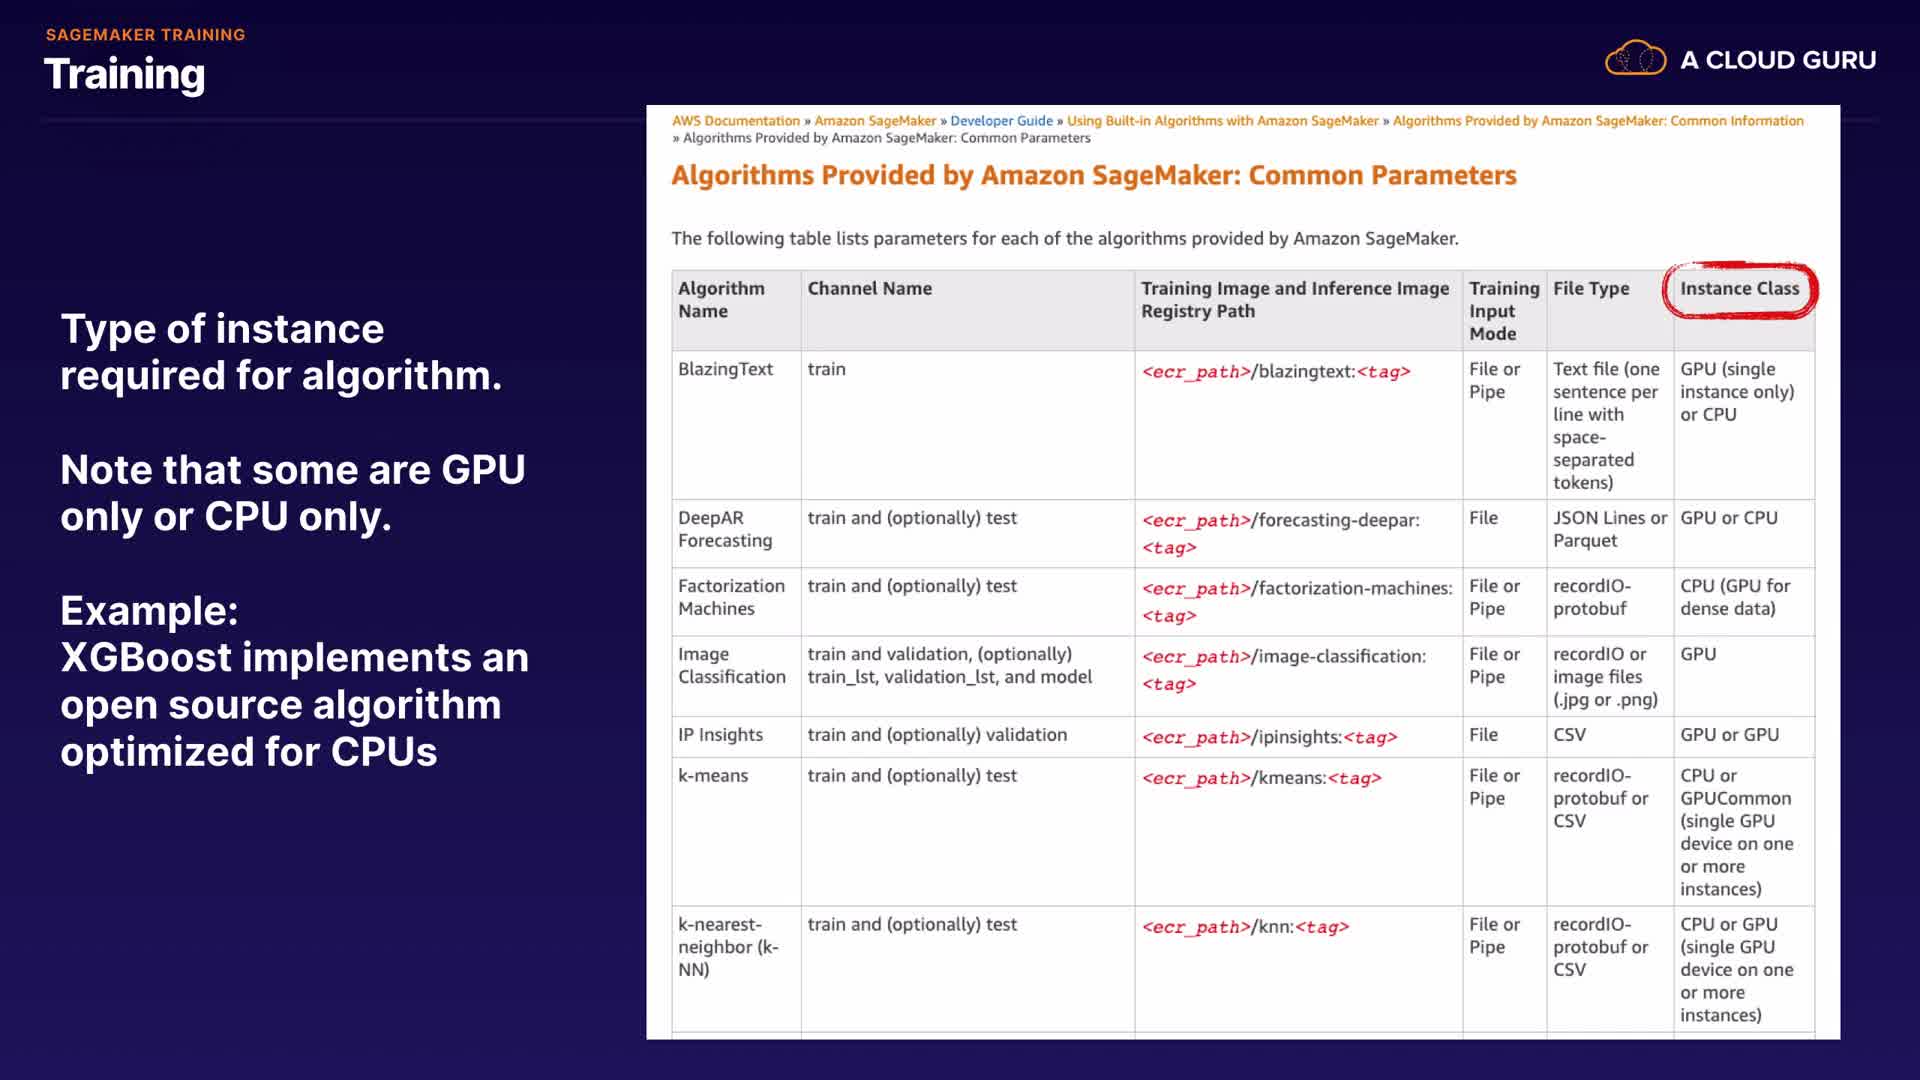 SAGEMAKER TRAINING
Training
A CLOUD GURU
Type of instance
required for algorithm.
Note that some are GPU
only or CPU only.
Example:
XGBoost implements an
open source algorithm
optimized for CPUs
AWS Documentation » Amazon SageMaker » Developer Guide » Using Built-in Algorithms with Amazon SageMaker » Algorithms Provided by Amazon SageMaker: Common Information
» Algorithms Provided by Amazon SageMaker: Common Parameters
Algorithms Provided by Amazon SageMaker: Common Parameters
The following table lists parameters for each of the algorithms provided by Amazon SageMaker.
Algorithm
Name
Channel Name
Training Image and Inference Image
Registry Path
Training
Input
Mode
File Type
Instance Class
BlazingText
train
<ecr_path>/blazingtext:<tag>
File or
Pipe
Text file (one
sentence per
line with
space-
separated
tokens)
GPU (single
instance only)
or CPU
DeepAR
Forecasting
train and (optionally) test
<ecr_path>/forecasting-deepar:
<tag>
File
JSON Lines or
Parquet
GPU or CPU
Factorization
Machines
train and (optionally) test
<ecr_path>/factorization-machines:
<tag>
File or
Pipe
recordIO-
protobuf
CPU (GPU for
dense data)
Image
Classification
train and validation, (optionally)
train_lst, validation_lst, and model
<ecr_path>/image-classification:
<tag>
File or
Pipe
recordIO or
image files
(.jpg or .png)
GPU
IP Insights
train and (optionally) validation
<ecr_path>/ipinsights:<tag>
File
CSV
GPU or GPU
k-means
train and (optionally) test
<ecr_path>/kmeans:<tag>
File or
Pipe
recordIO-
protobuf or
CSV
CPU or
GPUCommon
(single GPU
device on one
or more
instances)
k-nearest-
neighbor (k-
NN)
train and (optionally) test
<ecr_path>/knn:<tag>
File or
Pipe
recordIO-
protobuf or
CSV
CPU or GPU
(single GPU
device on one
or more
instances)